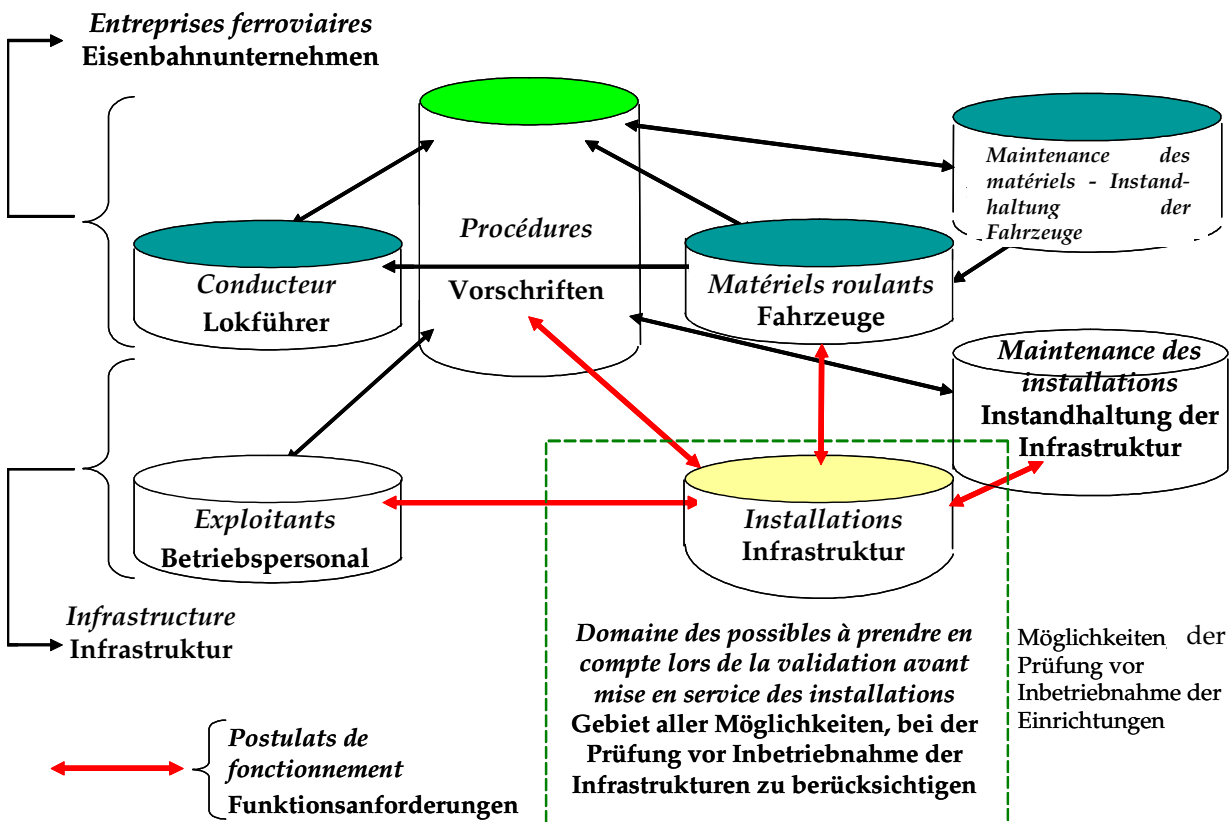 Entreprises ferroviaires
Eisenbahnunternehmen
Maintenance des
matériels - Instand-
haltung der
Fahrzeuge
Procédures
Vorschriften
Conducteur
Lokführer
Matériels roulants
Fahrzeuge
Maintenance des
installations
Instandhaltung der
Infrastruktur
Exploitants
Betriebspersonal
Installations
Infrastruktur
Infrastructure
Infrastruktur
Domaine des possibles à prendre en
compte lors de la validation avant
mise en service des installations
Gebiet aller Möglichkeiten, bei der
Prüfung vor Inbetriebnahme der
Infrastrukturen zu berücksichtigen
Möglichkeiten der
Prüfung vor
Inbetriebnahme der
Einrichtungen
Postulats de
fonctionnement
Funktionsanforderungen